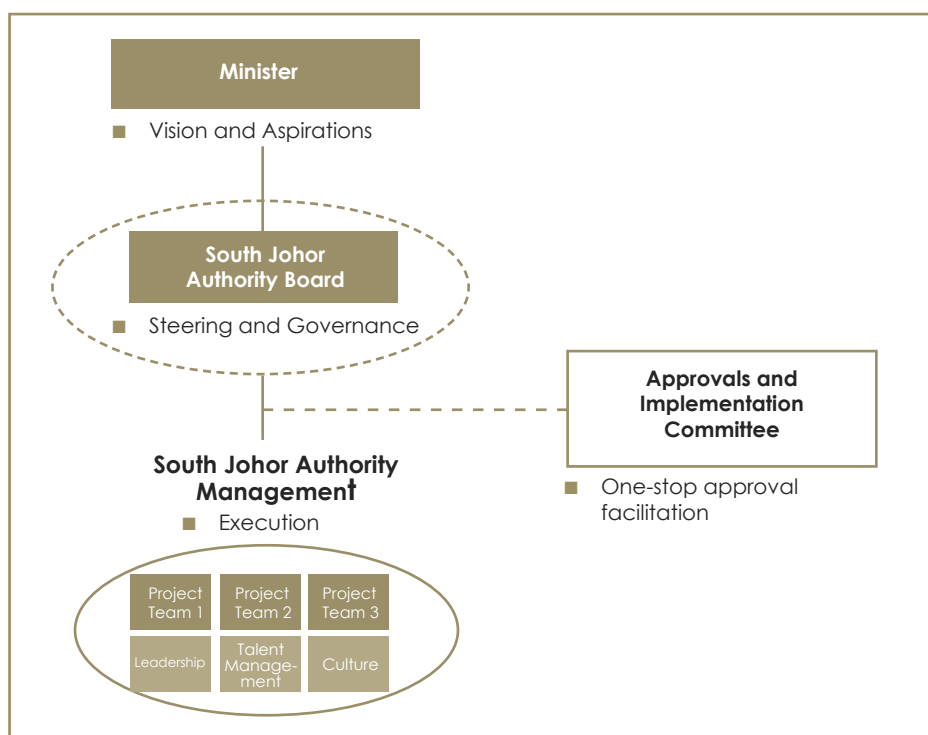 Minister
■ Vision and Aspirations
South Johor
Authority Board
■ Steering and Governance
Approvals and
Implementation
Committee
■ One-stop approval
facilitation
South Johor Authority
Management
■ Execution
Project
Team 1
Project
Team 2
Project
Team 3
Leadership
Talent
Manage-
ment
Culture